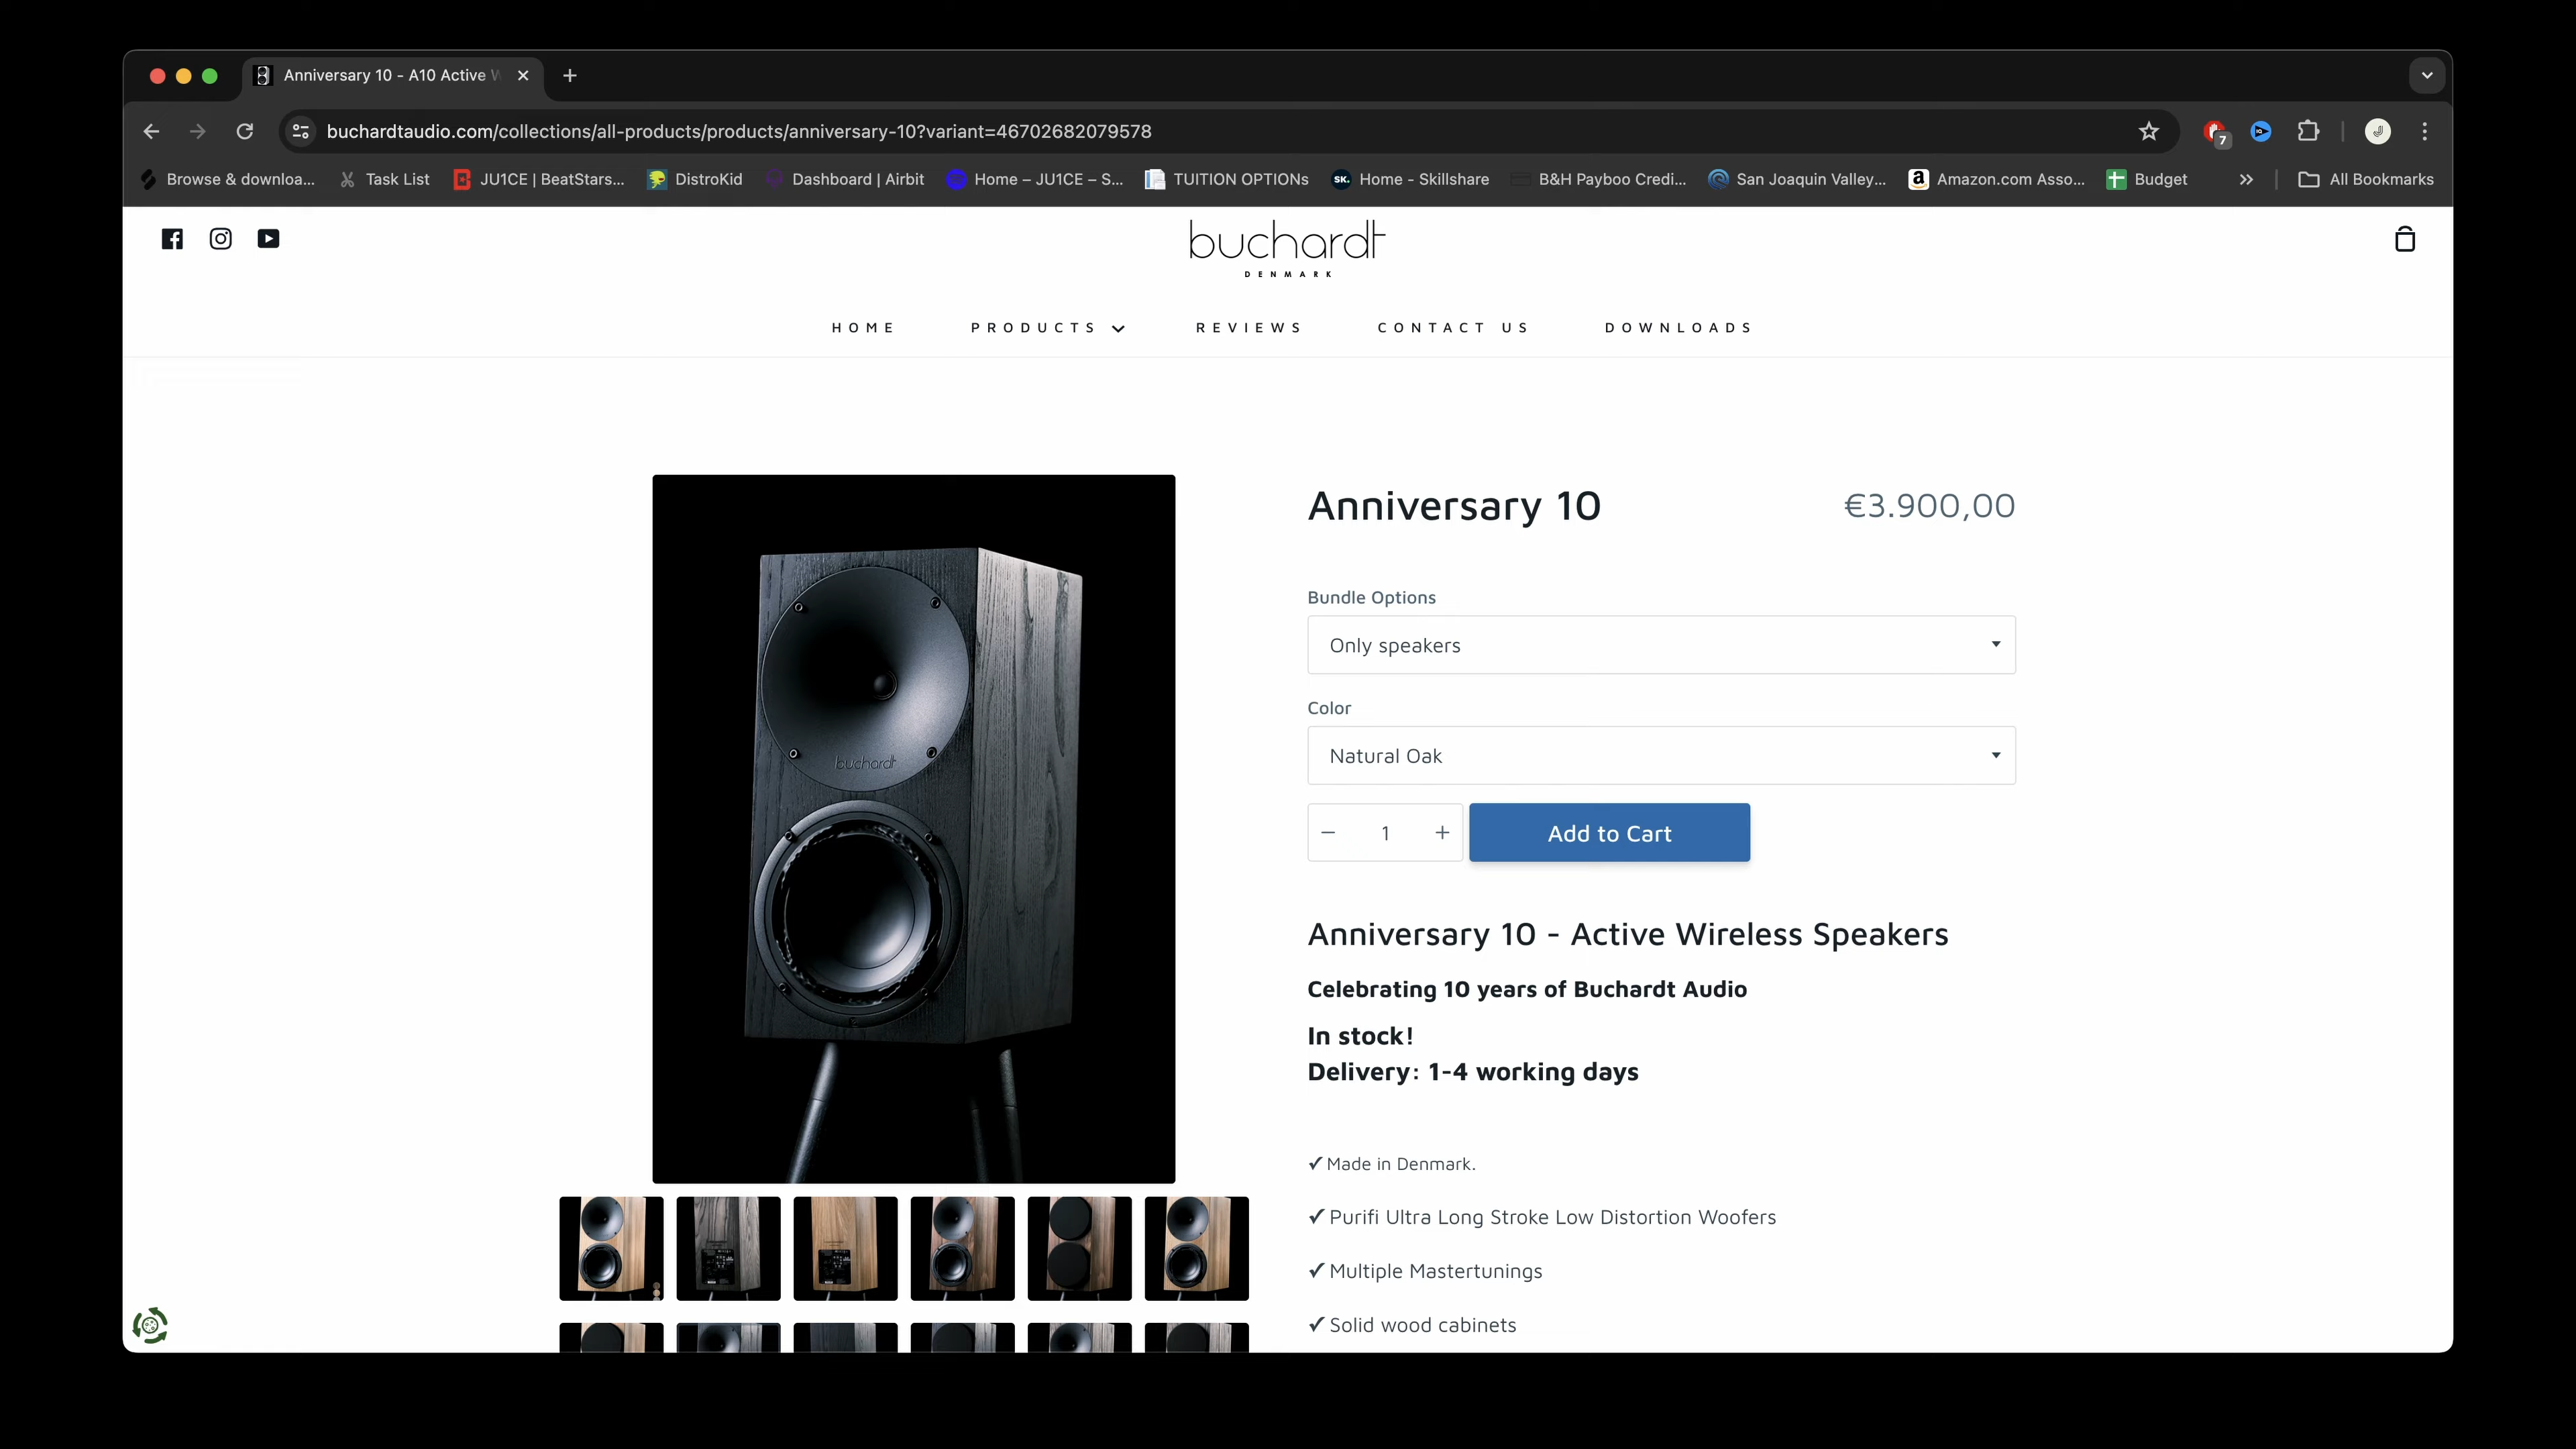 Anniversary 10 - A10 Active W
buchardtaudio.com/collections/all-products/products/anniversary-10?variant=46702682079578
7
Browse & downloa...
Task List
JU1CE | BeatStars...
DistroKid
Dashboard | Airbit
Home – JU1CE – S...
TUITION OPTIONs
SK.
Home - Skillshare
B&H Payboo Credi...
San Joaquin Valley...
a
Amazon.com Asso...
Budget
All Bookmarks
buchardt
DENMARK
HOME
PRODUCTS
REVIEWS
CONTACT US
DOWNLOADS
buchardt
Anniversary 10
€3.900,00
Bundle Options
Only speakers
Color
Natural Oak
1
Add to Cart
Anniversary 10 - Active Wireless Speakers
Celebrating 10 years of Buchardt Audio
In stock!
Delivery: 1-4 working days
✓ Made in Denmark.
✓ Purifi Ultra Long Stroke Low Distortion Woofers
✓ Multiple Mastertunings
✓ Solid wood cabinets